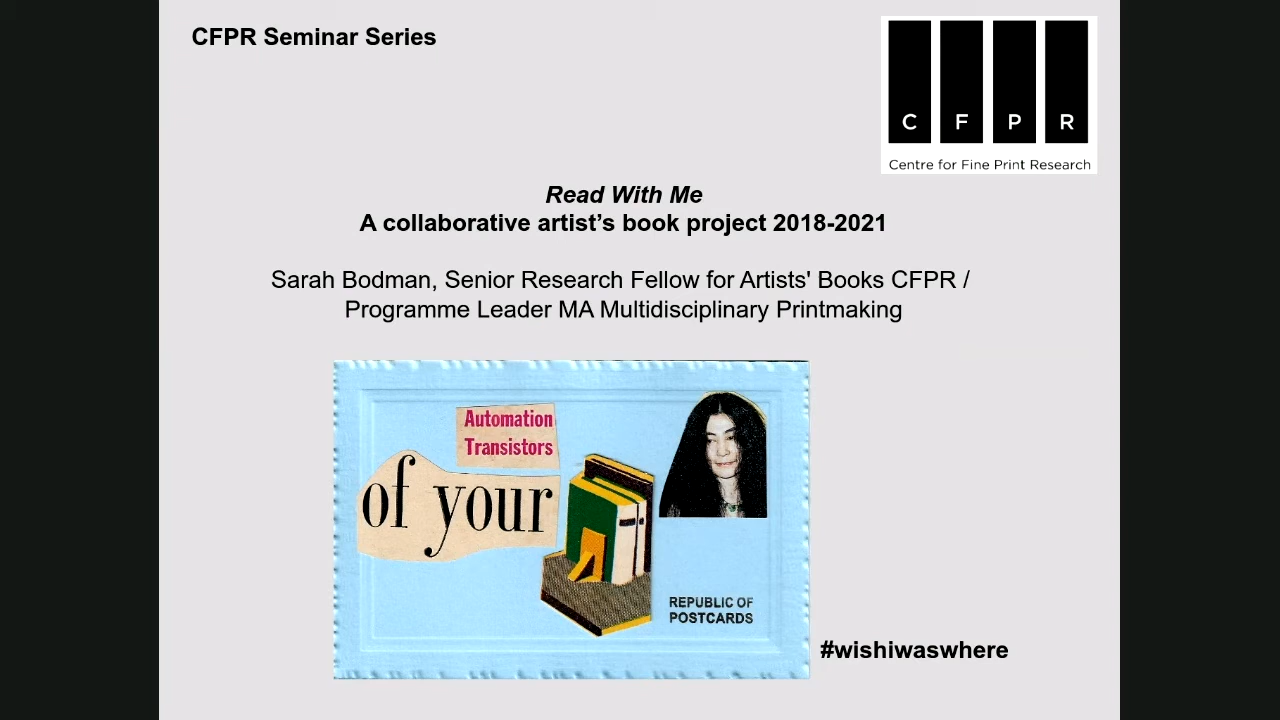 CFPR Seminar Series
C F P R
Centre for Fine Print Research
Read With Me
A collaborative artist’s book project 2018-2021
Sarah Bodman, Senior Research Fellow for Artists' Books CFPR /
Programme Leader MA Multidisciplinary Printmaking
Automation
Transistors
of your
REPUBLIC OF
POSTCARDS
#wishiwaswhere